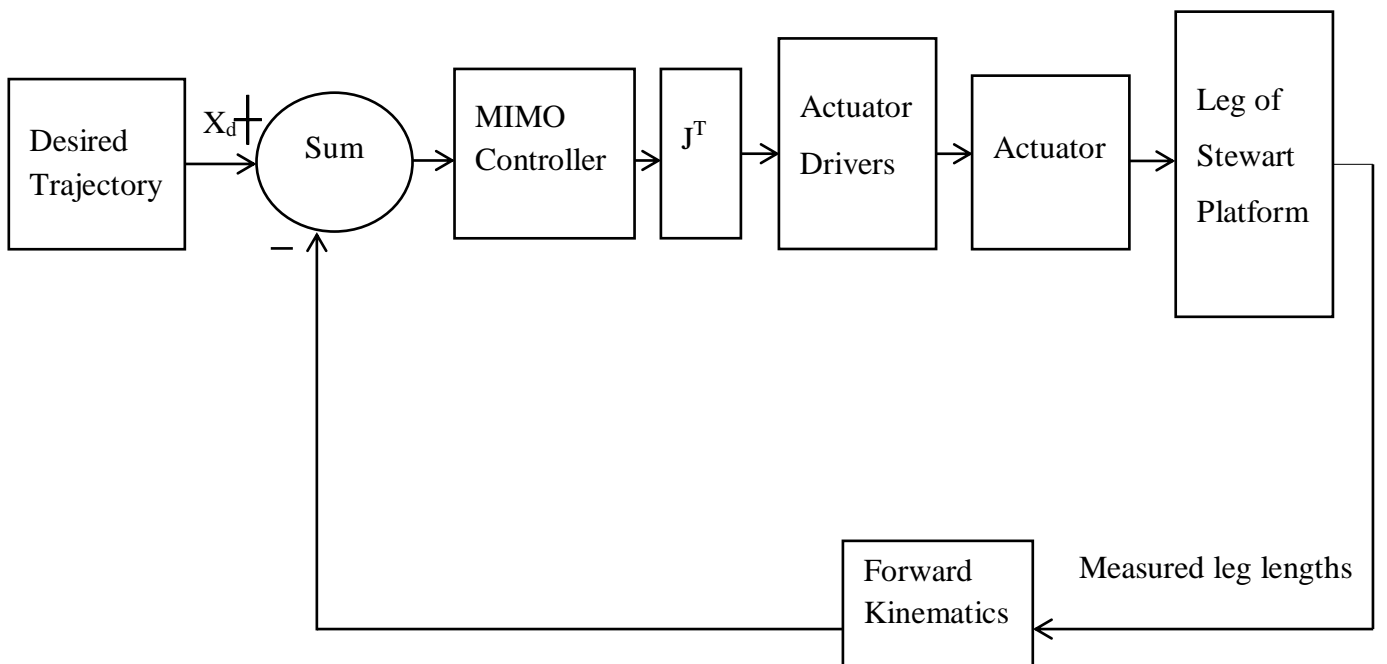 Desired
Trajectory
X_d +
Sum
−
MIMO
Controller
J^T
Actuator
Drivers
Actuator
Leg of
Stewart
Platform
Forward
Kinematics
Measured leg lengths